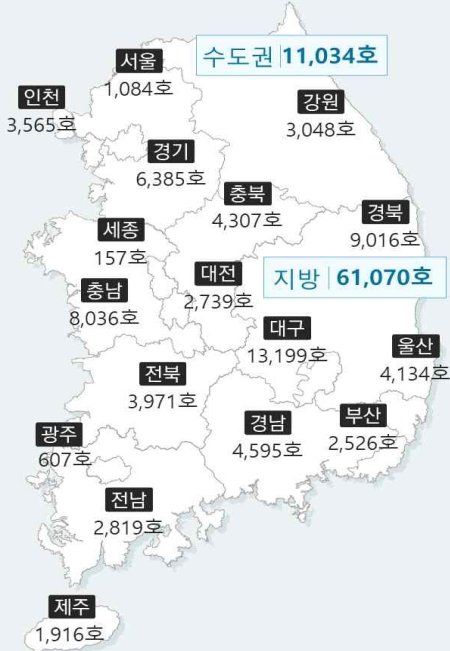 서울
1,084호
수도권 11,034호
인천
3,565호
강원
3,048호
경기
6,385호
충북
4,307호
경북
9,016호
세종
157호
대전
2,739호
지방 61,070호
충남
8,036호
대구
13,199호
울산
4,134호
전북
3,971호
경남
4,595호
부산
2,526호
광주
607호
전남
2,819호
제주
1,916호